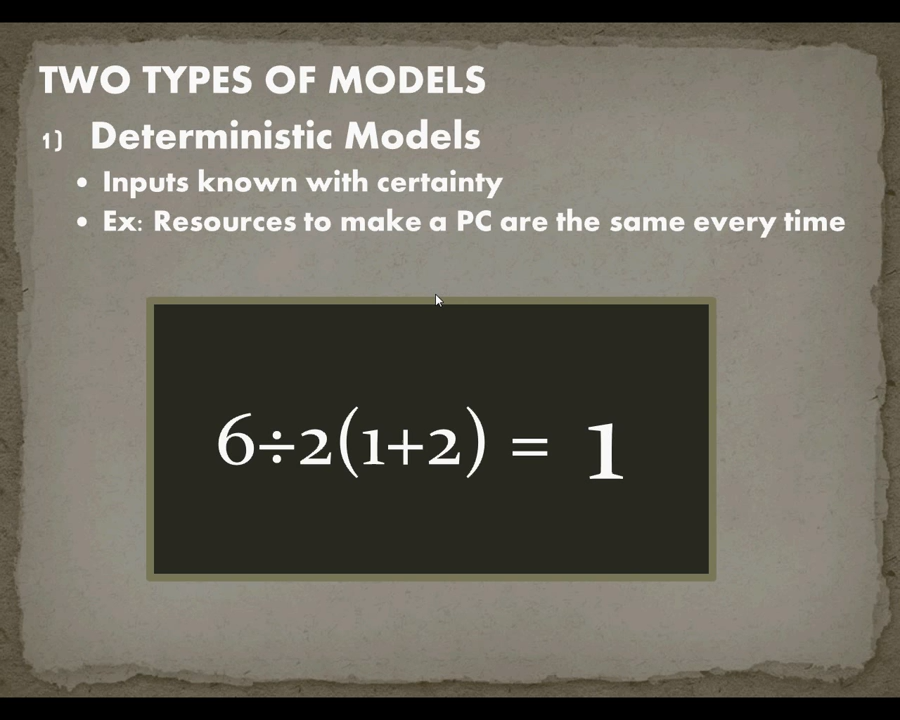 TWO TYPES OF MODELS
1) Deterministic Models
• Inputs known with certainty
• Ex: Resources to make a PC are the same every time
6÷2(1+2) = 1